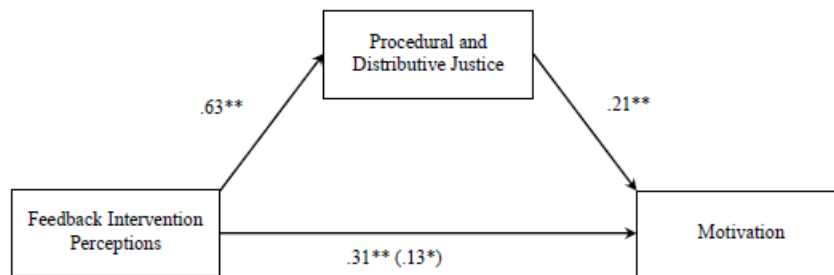 Procedural and
Distributive Justice
.63**
.21**
Feedback Intervention
Perceptions
Motivation
.31** (.13*)